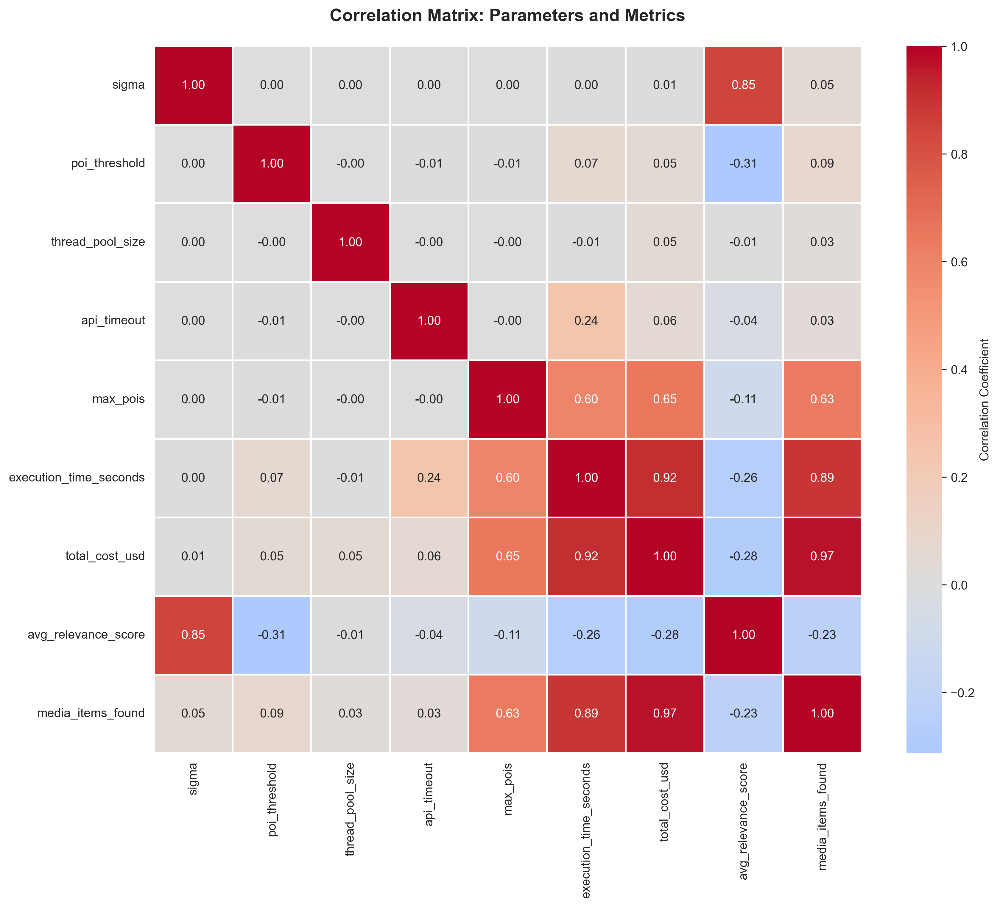 Correlation Matrix: Parameters and Metrics
sigma 1.00 0.00 0.00 0.00 0.00 0.00 0.01 0.85 0.05
poi_threshold 0.00 1.00 -0.00 -0.01 -0.01 0.07 0.05 -0.31 0.09
thread_pool_size 0.00 -0.00 1.00 -0.00 -0.00 -0.01 0.05 -0.01 0.03
api_timeout 0.00 -0.01 -0.00 1.00 -0.00 0.24 0.06 -0.04 0.03
max_pois 0.00 -0.01 -0.00 -0.00 1.00 0.60 0.65 -0.11 0.63
execution_time_seconds 0.00 0.07 -0.01 0.24 0.60 1.00 0.92 -0.26 0.89
total_cost_usd 0.01 0.05 0.05 0.06 0.65 0.92 1.00 -0.28 0.97
avg_relevance_score 0.85 -0.31 -0.01 -0.04 -0.11 -0.26 -0.28 1.00 -0.23
media_items_found 0.05 0.09 0.03 0.03 0.63 0.89 0.97 -0.23 1.00
sigma
poi_threshold
thread_pool_size
api_timeout
max_pois
execution_time_seconds
total_cost_usd
avg_relevance_score
media_items_found
1.0
0.8
0.6
0.4
0.2
0.0
−0.2
Correlation Coefficient